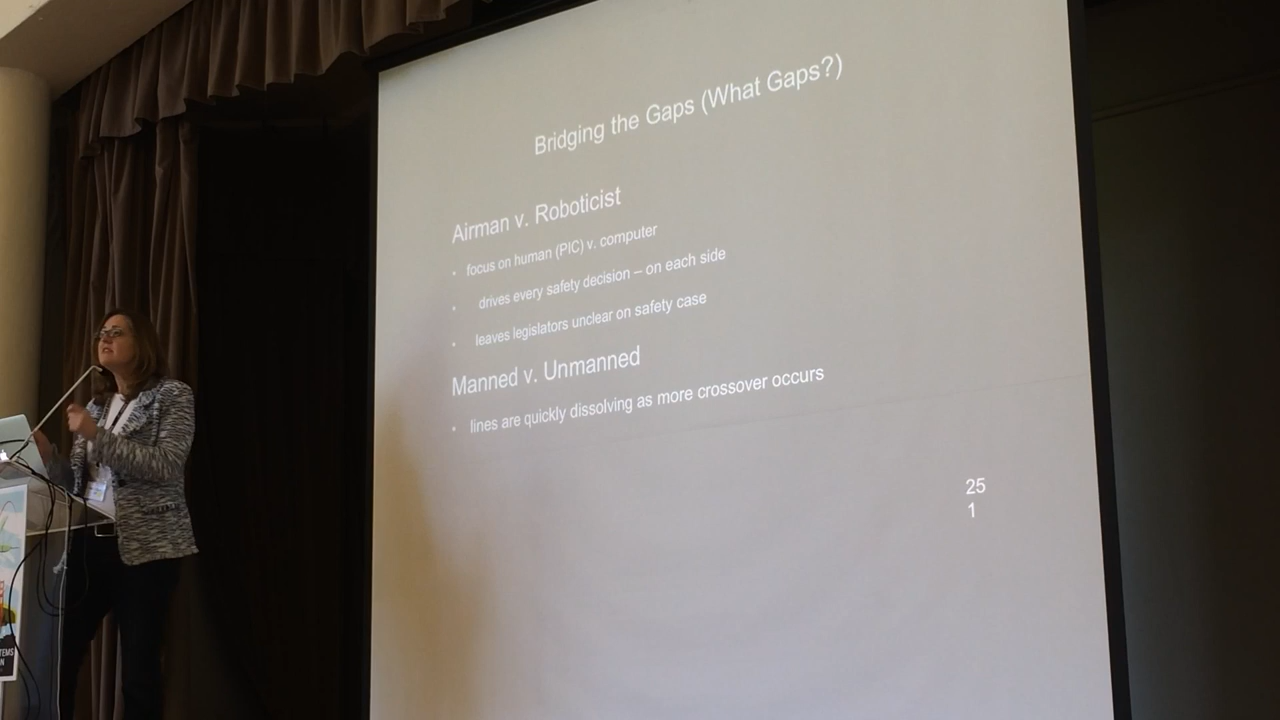 Bridging the Gaps (What Gaps?)
Airman v. Roboticist
• focus on human (PIC) v. computer
• drives every safety decision – on each side
• leaves legislators unclear on safety case
Manned v. Unmanned
• lines are quickly dissolving as more crossover occurs
25
1